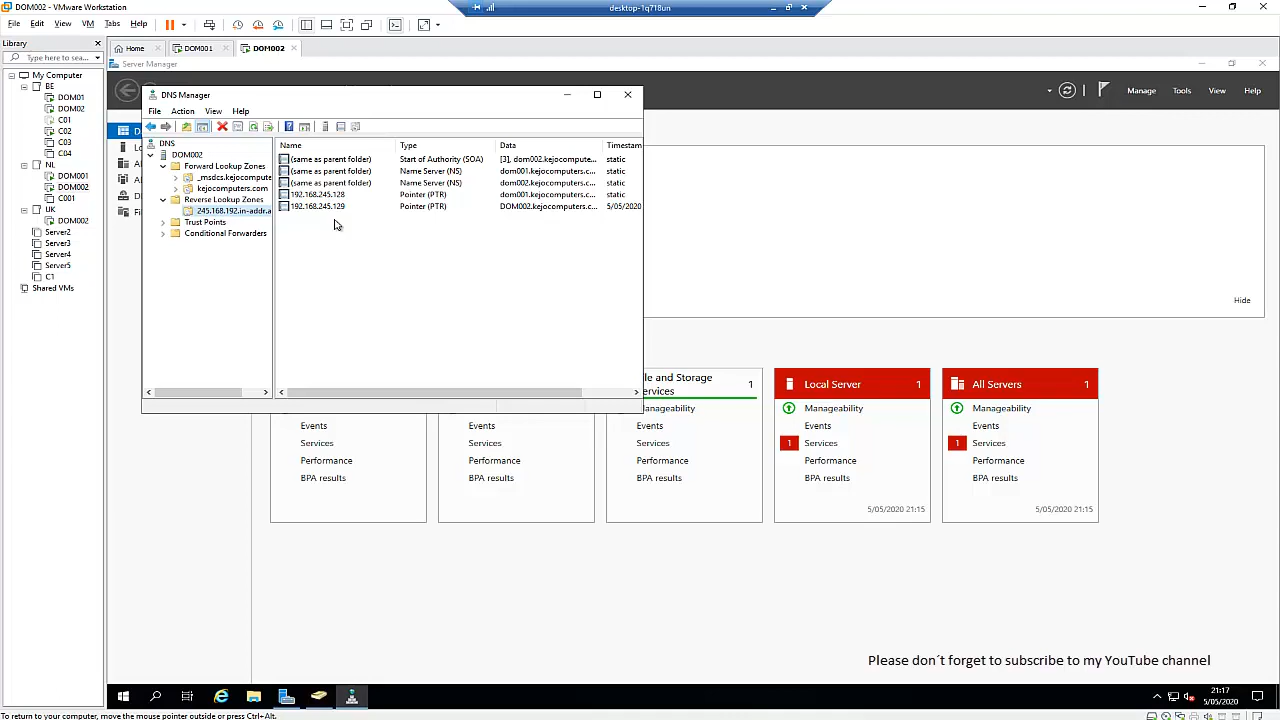 DOM002 - VMware Workstation
desktop-1q718un
File Edit View VM Tabs Help
Library
Type here to sea...
My Computer
BE
DOM01
DOM02
C01
C02
C03
C04
NL
DOM001
DOM002
C001
UK
DOM002
Server2
Server3
Server4
Server5
C1
Shared VMs
Home DOM001 DOM002
Server Manager
Manage Tools View Help
DNS Manager
File Action View Help
DNS
DOM002
Forward Lookup Zones
_msdcs.kejocompute
kejocomputers.com
Reverse Lookup Zones
245.168.192.in-addr.a
Trust Points
Conditional Forwarders
Name Type Data Timestam
(same as parent folder) Start of Authority (SOA) [3], dom002.kejocompute... static
(same as parent folder) Name Server (NS) dom001.kejocomputers.c... static
(same as parent folder) Name Server (NS) dom002.kejocomputers.c... static
192.168.245.128 Pointer (PTR) dom001.kejocomputers.c... static
192.168.245.129 Pointer (PTR) DOM002.kejocomputers.c... 5/05/2020
Hide
Events
Services
Performance
BPA results
Events
Services
Performance
BPA results
le and Storage 1
ervices
anageability
Events
Services
Performance
BPA results
Local Server 1
Manageability
Events
1 Services
Performance
BPA results
5/05/2020 21:15
All Servers 1
Manageability
Events
1 Services
Performance
BPA results
5/05/2020 21:15
Please don´t forget to subscribe to my YouTube channel
21:17
5/05/2020
To return to your computer, move the mouse pointer outside or press Ctrl+Alt.